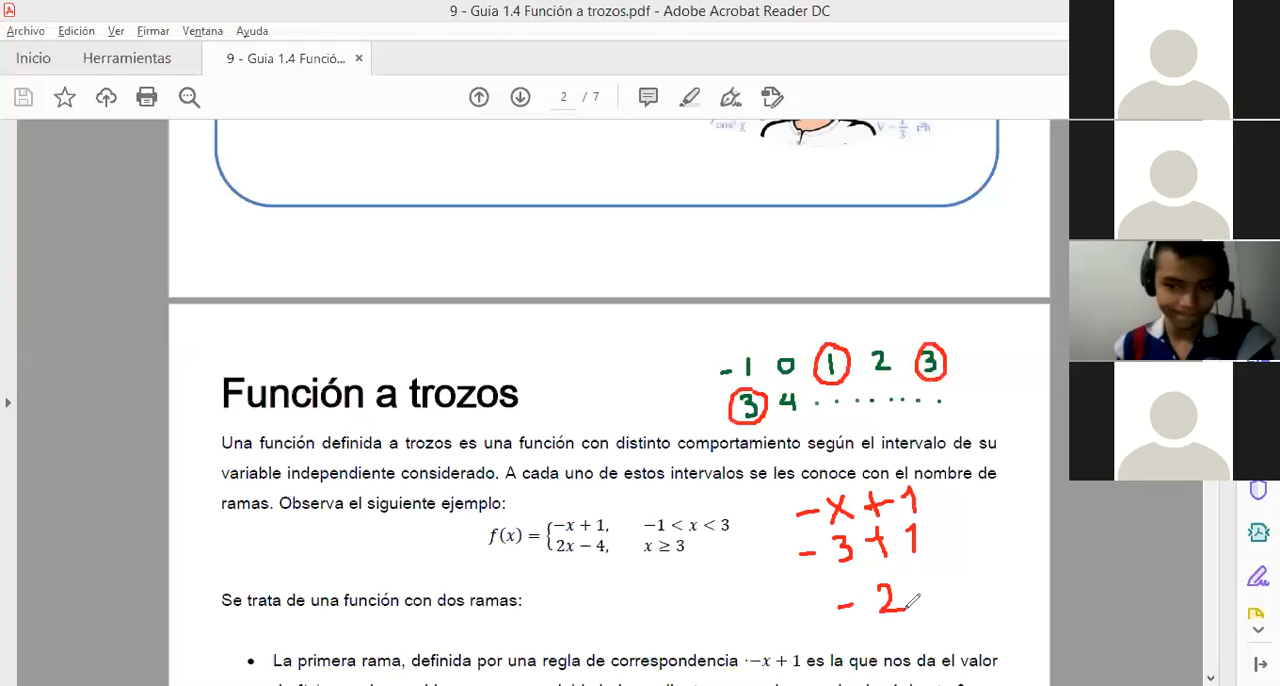 9 - Guia 1.4 Función a trozos.pdf - Adobe Acrobat Reader DC
Archivo Edición Ver Firmar Ventana Ayuda
Inicio Herramientas 9 - Guia 1.4 Funció... ×
2 / 7
-1 0 1 2 3
3 4 . . . . . . . .
Función a trozos
Una función definida a trozos es una función con distinto comportamiento según el intervalo de su
variable independiente considerado. A cada uno de estos intervalos se les conoce con el nombre de
ramas. Observa el siguiente ejemplo:
f(x) = { −x + 1, −1 < x < 3
2x − 4, x ≥ 3
-x+1
-3+1
-2
Se trata de una función con dos ramas:
• La primera rama, definida por una regla de correspondencia ·−x + 1 es la que nos da el valor